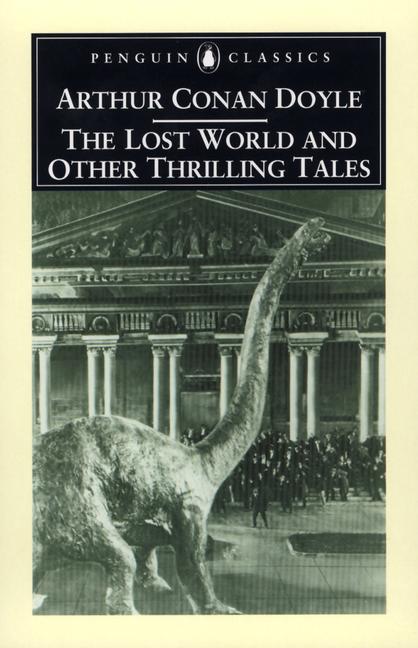 PENGUIN CLASSICS
ARTHUR CONAN DOYLE
THE LOST WORLD AND
OTHER THRILLING TALES